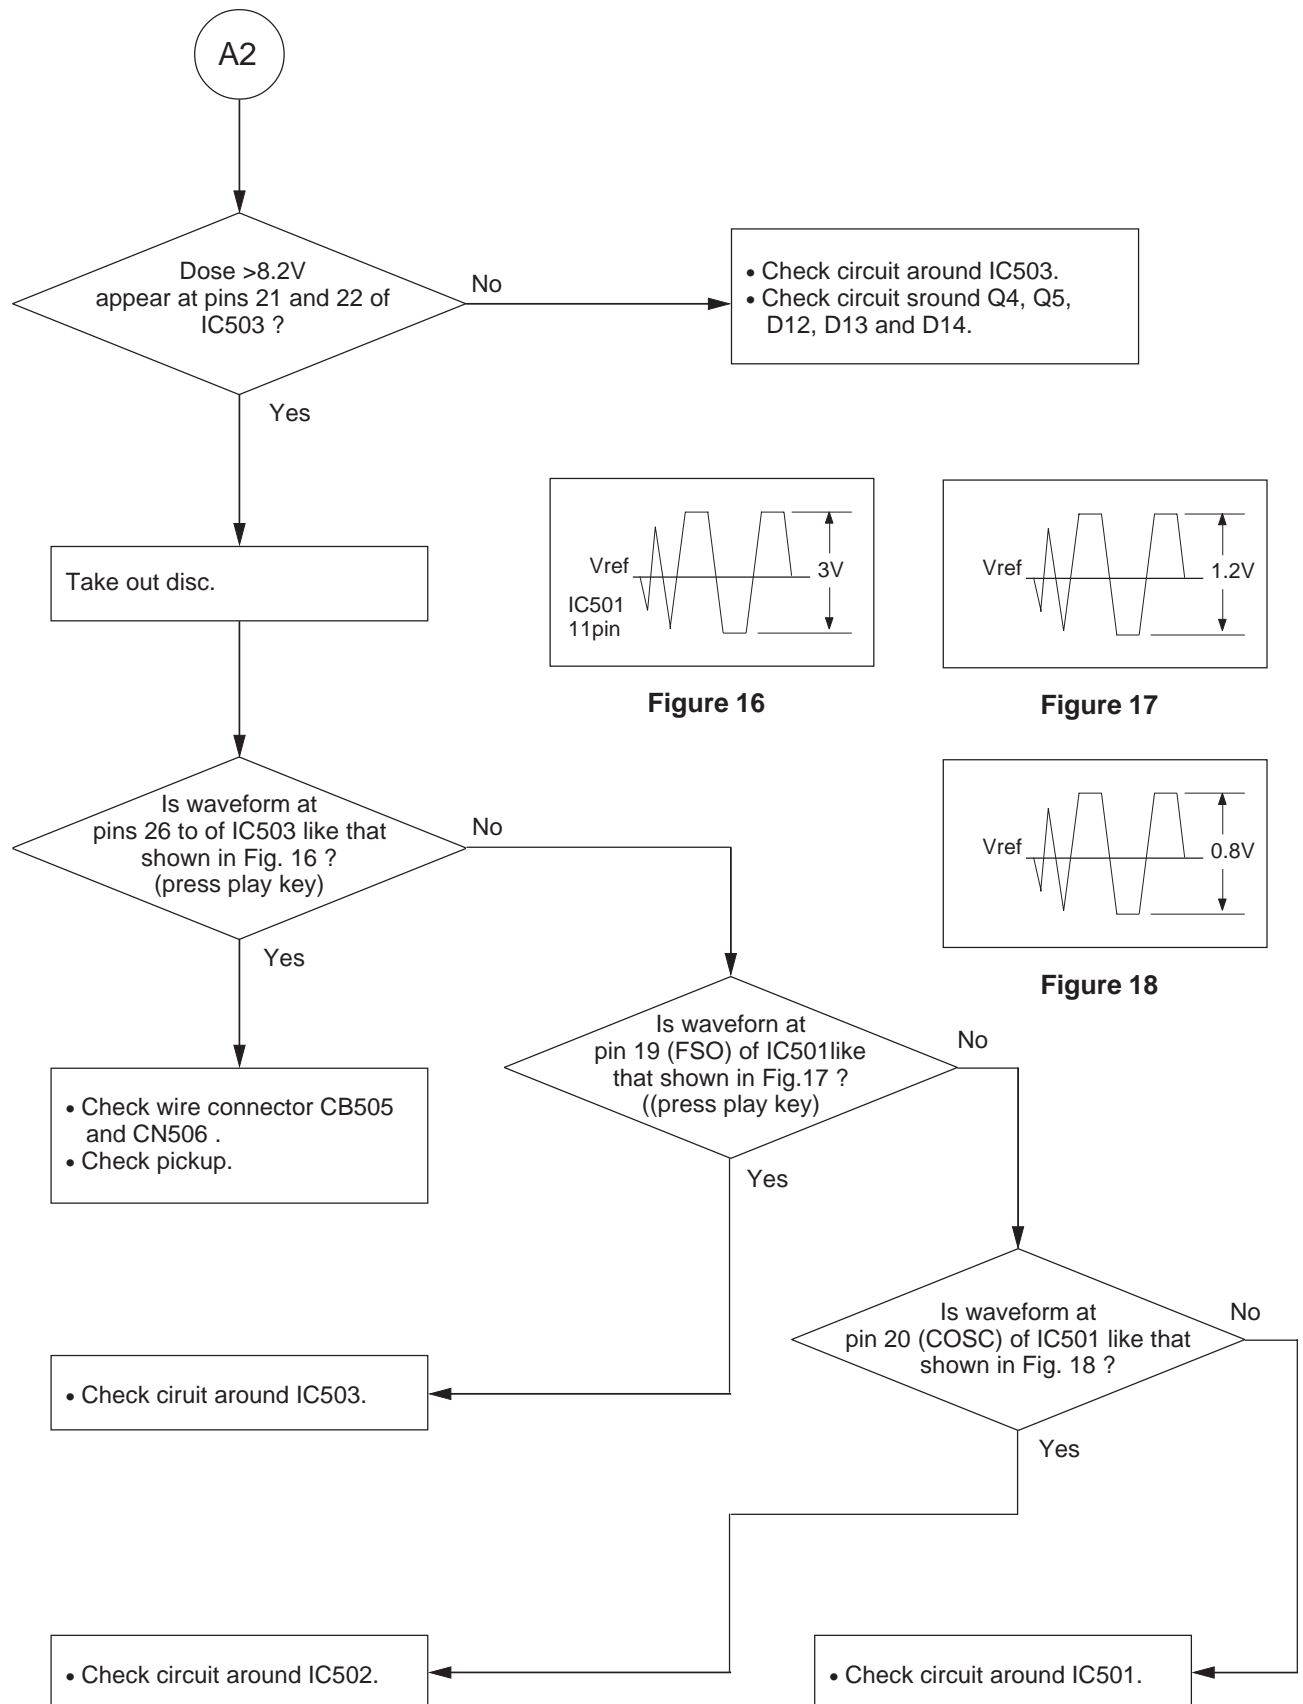 A2
Dose >8.2V
appear at pins 21 and 22 of
IC503 ?
No
• Check circuit around IC503.
• Check circuit sround Q4, Q5,
D12, D13 and D14.
Yes
Take out disc.
Vref
3V
IC501
11pin
Figure 16
Vref
1.2V
Figure 17
Is waveform at
pins 26 to of IC503 like that
shown in Fig. 16 ?
(press play key)
No
Yes
Vref
0.8V
Figure 18
Is waveforn at
pin 19 (FSO) of IC501like
that shown in Fig.17 ?
((press play key)
No
Yes
• Check wire connector CB505
and CN506 .
• Check pickup.
Is waveform at
pin 20 (COSC) of IC501 like that
shown in Fig. 18 ?
No
Yes
• Check ciruit around IC503.
• Check circuit around IC502.
• Check circuit around IC501.